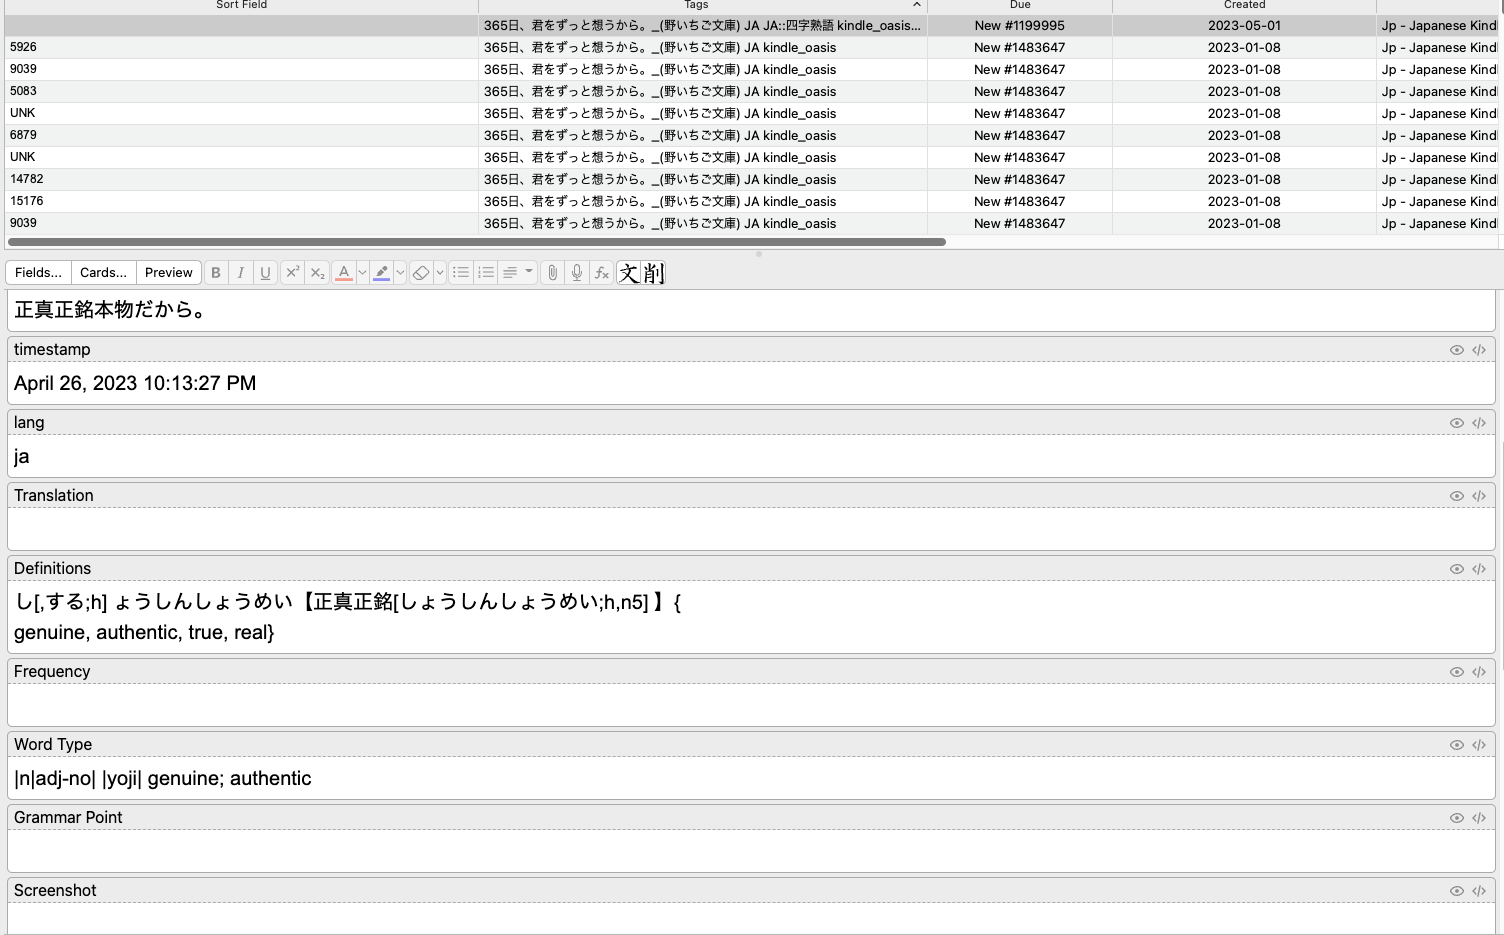 Sort Field Tags Due Created
365日、君をずっと想うから。_(野いちご文庫) JA JA::四字熟語 kindle_oasis... New #1199995 2023-05-01 Jp - Japanese Kindl
5926 365日、君をずっと想うから。_(野いちご文庫) JA kindle_oasis New #1483647 2023-01-08 Jp - Japanese Kindl
9039 365日、君をずっと想うから。_(野いちご文庫) JA kindle_oasis New #1483647 2023-01-08 Jp - Japanese Kindl
5083 365日、君をずっと想うから。_(野いちご文庫) JA kindle_oasis New #1483647 2023-01-08 Jp - Japanese Kindl
UNK 365日、君をずっと想うから。_(野いちご文庫) JA kindle_oasis New #1483647 2023-01-08 Jp - Japanese Kindl
6879 365日、君をずっと想うから。_(野いちご文庫) JA kindle_oasis New #1483647 2023-01-08 Jp - Japanese Kindl
UNK 365日、君をずっと想うから。_(野いちご文庫) JA kindle_oasis New #1483647 2023-01-08 Jp - Japanese Kindl
14782 365日、君をずっと想うから。_(野いちご文庫) JA kindle_oasis New #1483647 2023-01-08 Jp - Japanese Kindl
15176 365日、君をずっと想うから。_(野いちご文庫) JA kindle_oasis New #1483647 2023-01-08 Jp - Japanese Kindl
9039 365日、君をずっと想うから。_(野いちご文庫) JA kindle_oasis New #1483647 2023-01-08 Jp - Japanese Kindl
Fields... Cards... Preview B I U x² x₂ A fx 文 削
正真正銘本物だから。
timestamp
April 26, 2023 10:13:27 PM
lang
ja
Translation
Definitions
し[,する;h] ょうしんしょうめい【正真正銘[しょうしんしょうめい;h,n5] 】{
genuine, authentic, true, real}
Frequency
Word Type
|n|adj-no| |yoji| genuine; authentic
Grammar Point
Screenshot